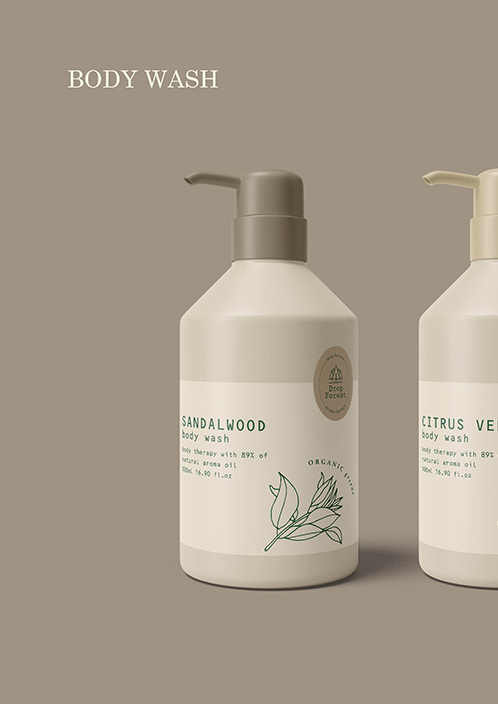 BODY WASH
Drop
Forest
SANDALWOOD
body wash
body therapy with 89% of
natural aroma oil
500mL 16.90 fl.oz
ORGANIC
CITRUS VE
body wash
body therapy with 89%
natural aroma oil
500mL 16.90 fl.oz